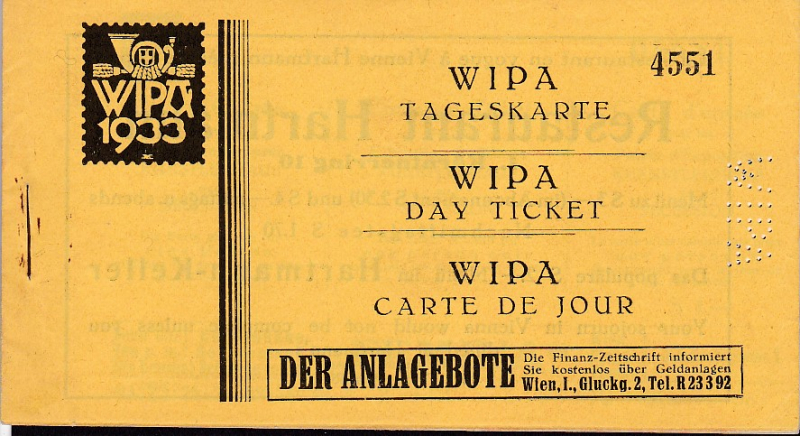 WIPA
1933
4551
WIPA
TAGESKARTE
WIPA
DAY TICKET
WIPA
CARTE DE JOUR
DER ANLAGEBOTE
Die Finanz-Zeitschrift informiert
Sie kostenlos über Geldanlagen
Wien, I., Gluckg. 2, Tel. R 23 3 92